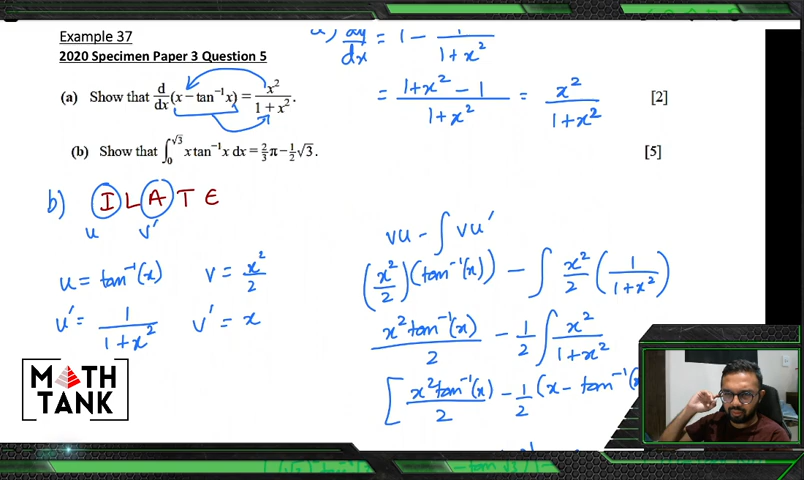 Example 37
2020 Specimen Paper 3 Question 5
(a) Show that d/dx (x − tan⁻¹x) = x²/(1 + x²). [2]
(b) Show that ∫₀^√3 x tan⁻¹x dx = ⅔π − ½√3. [5]
dy/dx = 1 − 1/(1+x²)
= (1+x² − 1)/(1+x²) = x²/(1+x²)
b) I L A T E
u v'
u = tan⁻¹(x) v = x²/2
u' = 1/(1+x²) v' = x
vu − ∫ vu'
(x²/2)(tan⁻¹(x)) − ∫ x²/2 (1/(1+x²))
x² tan⁻¹(x)/2 − 1/2 ∫ x²/(1+x²)
[ x² tan⁻¹(x)/2 − 1/2 (x − tan⁻¹(x
MATH
TANK